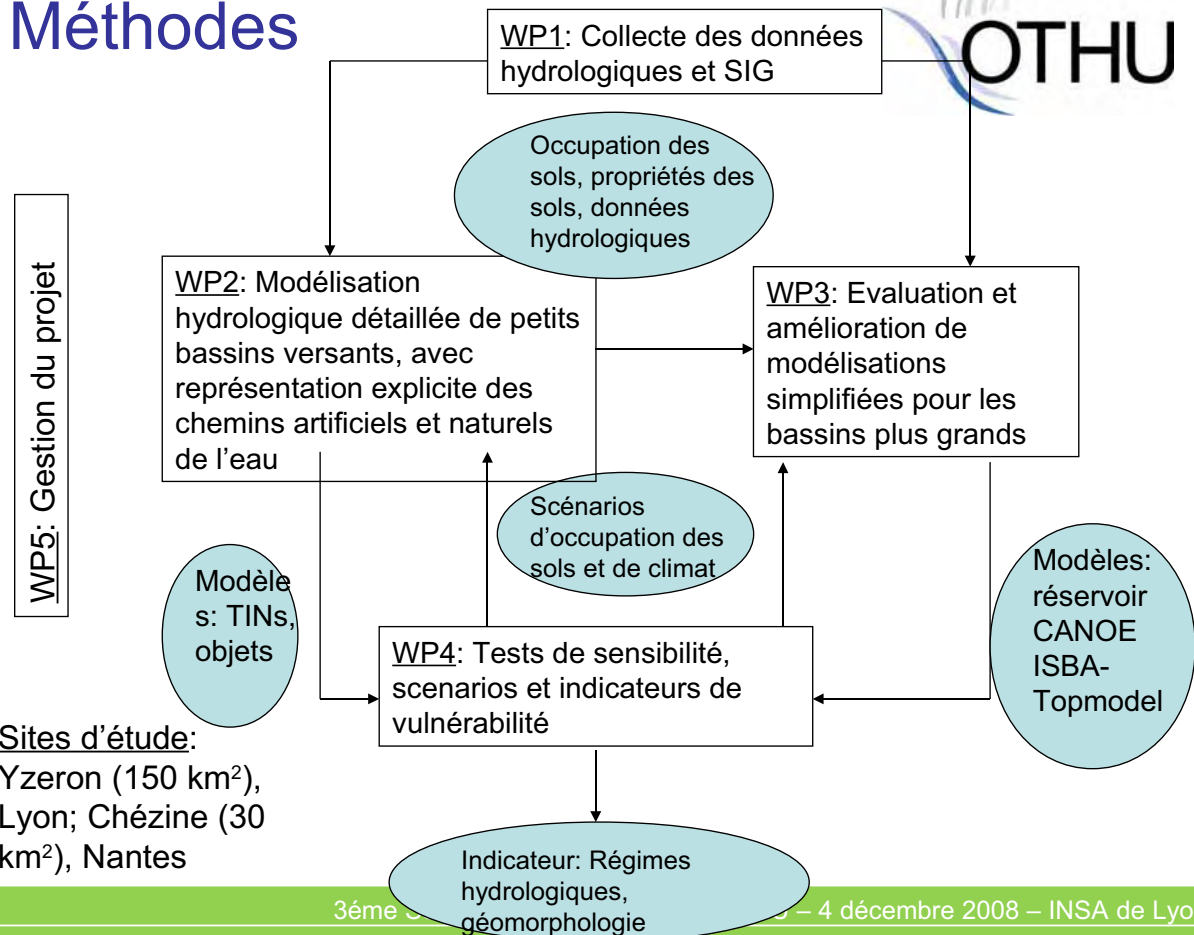 Méthodes
WP1: Collecte des données
hydrologiques et SIG
OTHU
Occupation des
sols, propriétés des
sols, données
hydrologiques
WP5: Gestion du projet
WP2: Modélisation
hydrologique détaillée de petits
bassins versants, avec
représentation explicite des
chemins artificiels et naturels
de l'eau
WP3: Evaluation et
amélioration de
modélisations
simplifiées pour les
bassins plus grands
Scénarios
d'occupation des
sols et de climat
Modèle
s: TINs,
objets
Modèles:
réservoir
CANOE
ISBA-
Topmodel
WP4: Tests de sensibilité,
scenarios et indicateurs de
vulnérabilité
Sites d'étude:
Yzeron (150 km²),
Lyon; Chézine (30
km²), Nantes
Indicateur: Régimes
hydrologiques,
géomorphologie
3éme – 4 décembre 2008 – INSA de Lyo